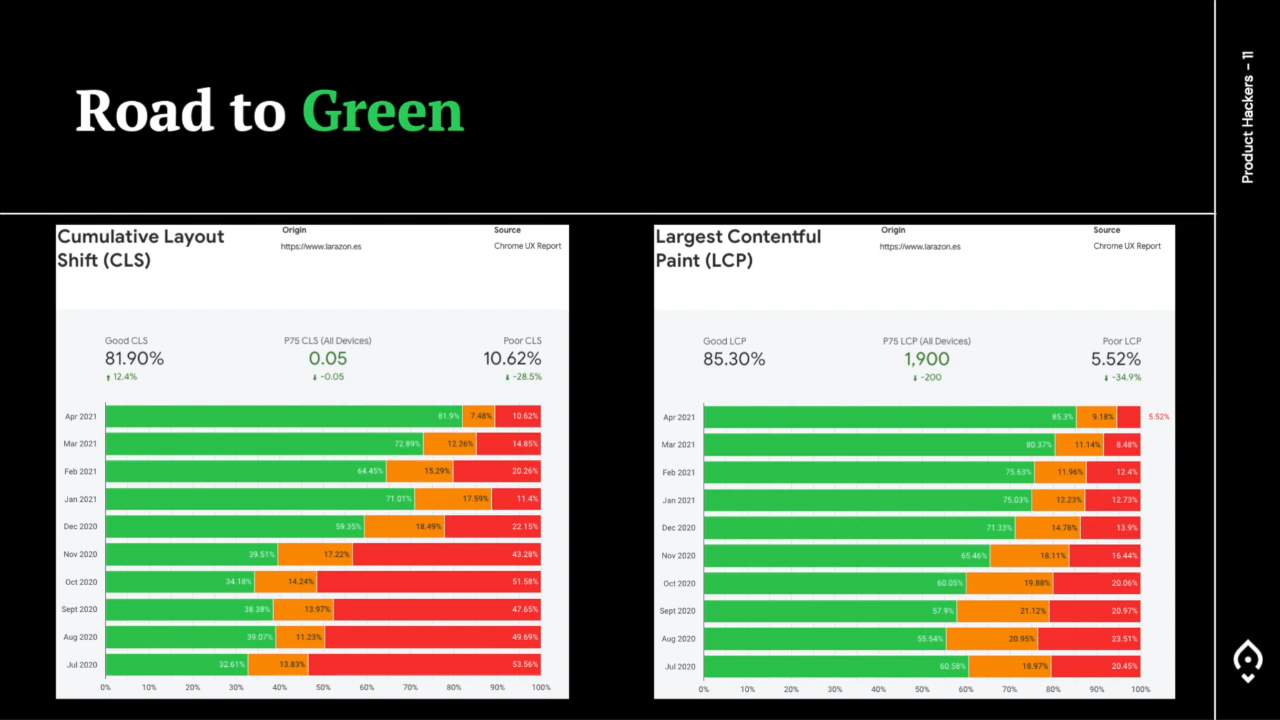 Road to Green
Product Hackers – 11
Cumulative Layout
Shift (CLS)
Origin
https://www.larazon.es
Source
Chrome UX Report
Good CLS
81.90%
⬆ 12.4%
P75 CLS (All Devices)
0.05
⬇ -0.05
Poor CLS
10.62%
⬇ -28.5%
Apr 2021 81.9% 7.48% 10.62%
Mar 2021 72.89% 12.26% 14.85%
Feb 2021 64.45% 15.29% 20.26%
Jan 2021 71.01% 17.59% 11.4%
Dec 2020 59.35% 18.49% 22.15%
Nov 2020 39.51% 17.22% 43.28%
Oct 2020 34.18% 14.24% 51.58%
Sept 2020 38.38% 13.97% 47.65%
Aug 2020 39.07% 11.23% 49.69%
Jul 2020 32.61% 13.83% 53.56%
0% 10% 20% 30% 40% 50% 60% 70% 80% 90% 100%
Largest Contentful
Paint (LCP)
Origin
https://www.larazon.es
Source
Chrome UX Report
Good LCP
85.30%
P75 LCP (All Devices)
1,900
⬇ -200
Poor LCP
5.52%
⬇ -34.9%
Apr 2021 85.3% 9.18% 5.52%
Mar 2021 80.37% 11.14% 8.48%
Feb 2021 75.63% 11.96% 12.4%
Jan 2021 75.03% 12.23% 12.73%
Dec 2020 71.33% 14.78% 13.9%
Nov 2020 65.46% 18.11% 16.44%
Oct 2020 60.05% 19.88% 20.06%
Sept 2020 57.9% 21.12% 20.97%
Aug 2020 55.54% 20.95% 23.51%
Jul 2020 60.58% 18.97% 20.45%
0% 10% 20% 30% 40% 50% 60% 70% 80% 90% 100%